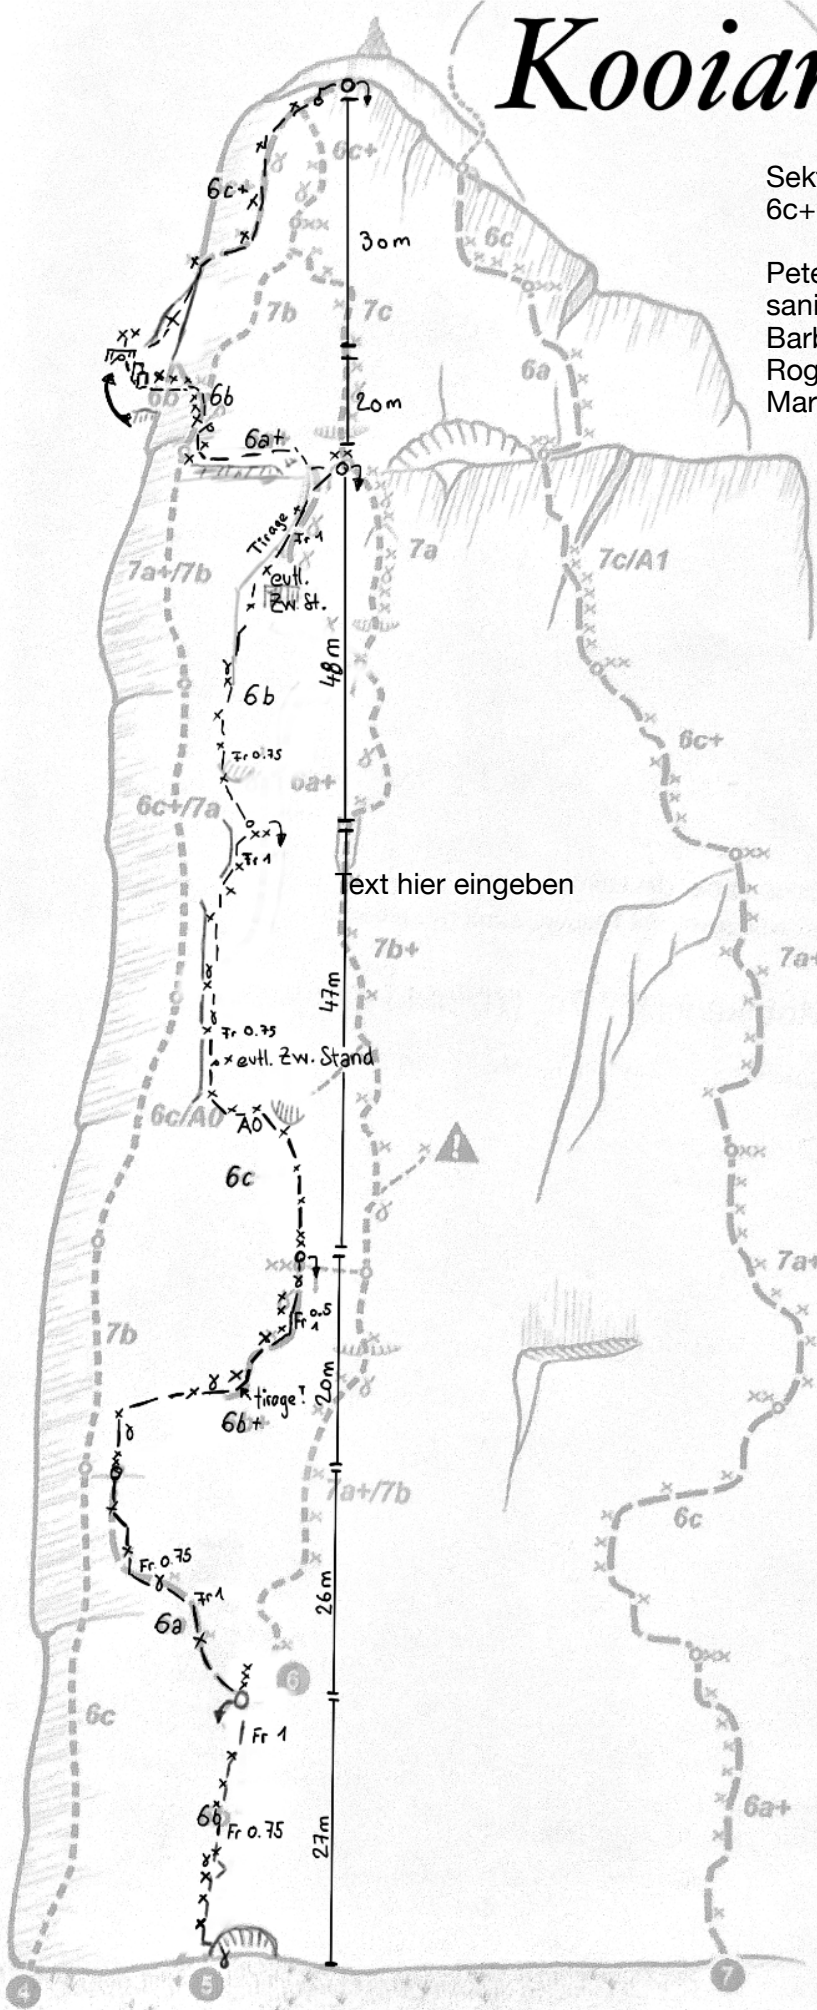 Kooiar
Sekt
6c+
Pete
sani
Barb
Rog
Mar
6c+
6c+
6c
30m
7b
7c
6a
6b
6b
20m
6a+
Tirage
Fr 1
7a
7c/A1
7a+/7b
evtl.
Zw. St.
48m
6b
6c+
Fr 0.75
6a+
6c+/7a
Fr 1
Text hier eingeben
7b+
7a+
47m
Fr 0.75
evtl. Zw. Stand
6c/A0
A0
!
6c
7a+
Fr 0.5
1
7b
20m
tirage!
6b+
7a+/7b
6c
Fr. 0.75
Fr 1
26m
6a
6
6c
Fr 1
6b
Fr 0.75
27m
6a+
4
5
7